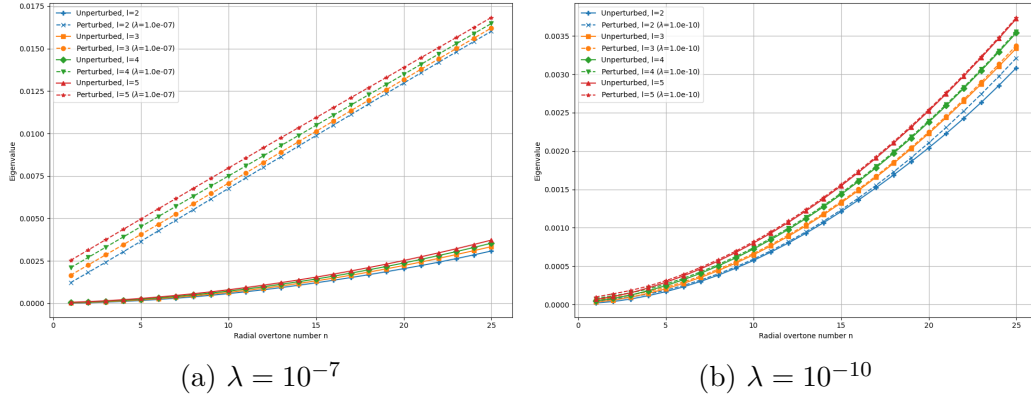 Unperturbed, l=2
Perturbed, l=2 (λ=1.0e-07)
Unperturbed, l=3
Perturbed, l=3 (λ=1.0e-07)
Unperturbed, l=4
Perturbed, l=4 (λ=1.0e-07)
Unperturbed, l=5
Perturbed, l=5 (λ=1.0e-07)
0.0175
0.0150
0.0125
0.0100
0.0075
0.0050
0.0025
0.0000
Eigenvalue
0
5
10
15
20
25
Radial overtone number n
(a) λ = 10⁻⁷
Unperturbed, l=2
Perturbed, l=2 (λ=1.0e-10)
Unperturbed, l=3
Perturbed, l=3 (λ=1.0e-10)
Unperturbed, l=4
Perturbed, l=4 (λ=1.0e-10)
Unperturbed, l=5
Perturbed, l=5 (λ=1.0e-10)
0.0035
0.0030
0.0025
0.0020
0.0015
0.0010
0.0005
0.0000
Eigenvalue
0
5
10
15
20
25
Radial overtone number n
(b) λ = 10⁻¹⁰